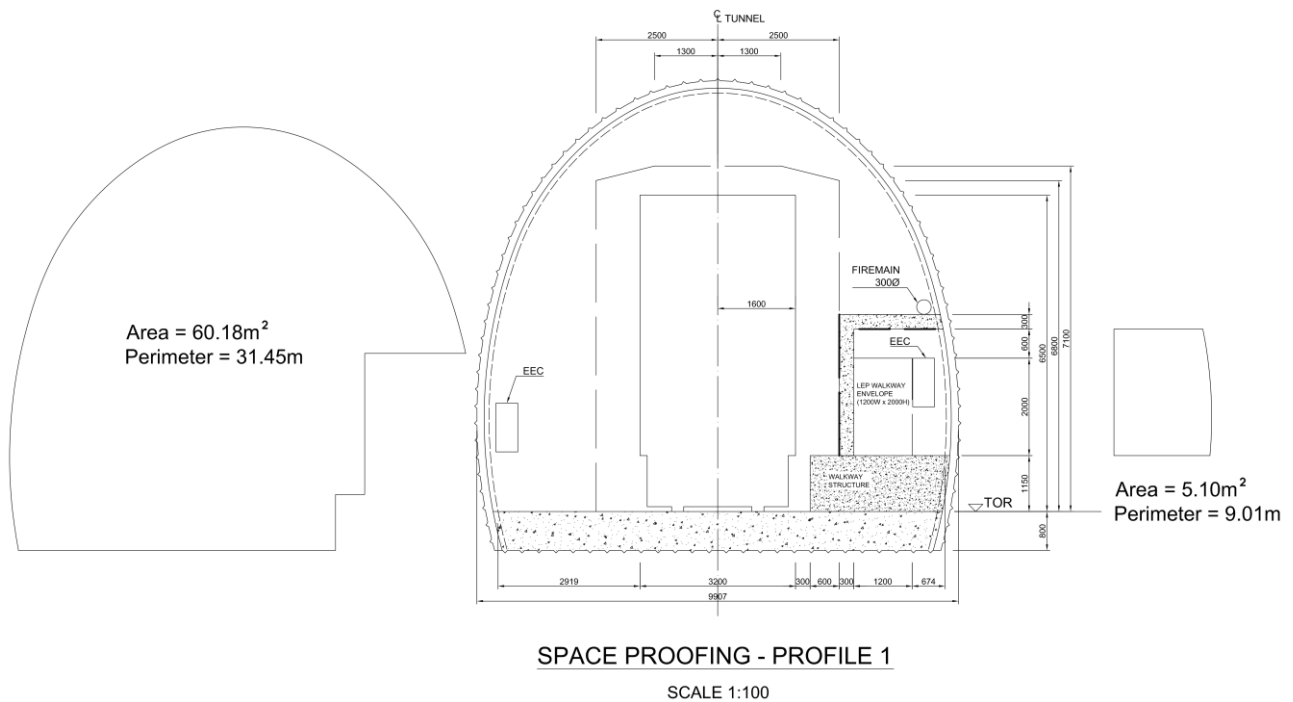 ℄ TUNNEL
2500
2500
1300
1300
FIREMAIN
300Ø
1600
EEC
EEC
LEP WALKWAY
ENVELOPE
(1200W x 2000H)
WALKWAY
STRUCTURE
TOR
300
600
2000
1150
800
6500
6800
7100
2919
3200
300
600
300
1200
674
9907
Area = 60.18m²
Perimeter = 31.45m
Area = 5.10m²
Perimeter = 9.01m
SPACE PROOFING - PROFILE 1
SCALE 1:100